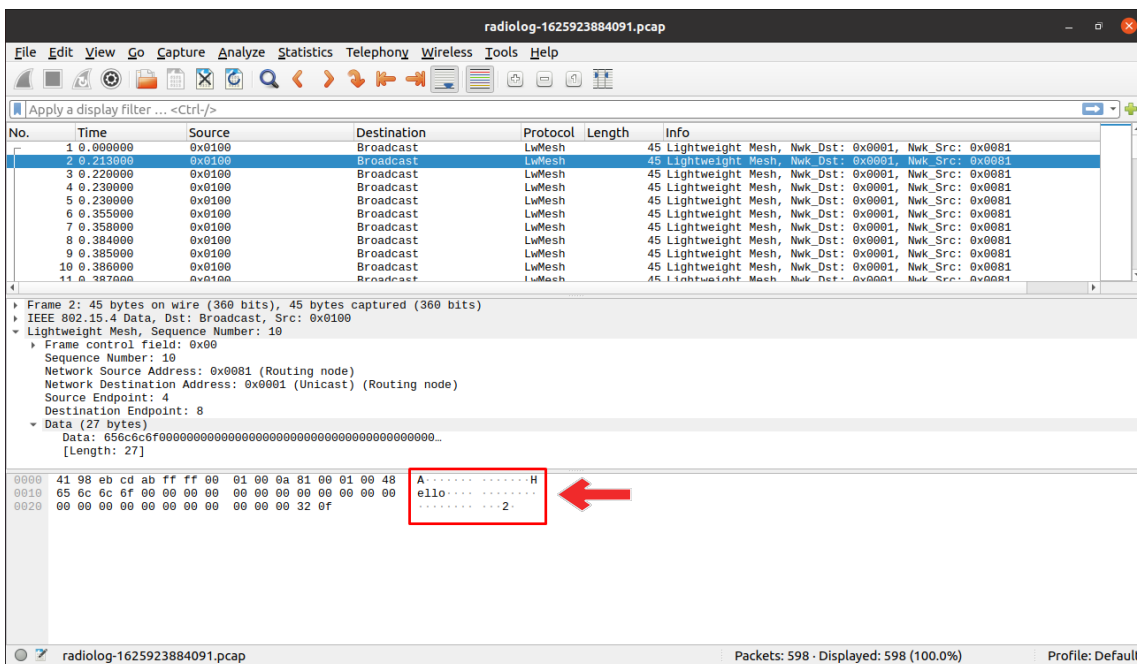 radiolog-1625923884091.pcap
File Edit View Go Capture Analyze Statistics Telephony Wireless Tools Help
Apply a display filter … <Ctrl-/>
No. Time Source Destination Protocol Length Info
1 0.000000 0x0100 Broadcast LwMesh 45 Lightweight Mesh, Nwk_Dst: 0x0001, Nwk_Src: 0x0081
2 0.213000 0x0100 Broadcast LwMesh 45 Lightweight Mesh, Nwk_Dst: 0x0001, Nwk_Src: 0x0081
3 0.220000 0x0100 Broadcast LwMesh 45 Lightweight Mesh, Nwk_Dst: 0x0001, Nwk_Src: 0x0081
4 0.230000 0x0100 Broadcast LwMesh 45 Lightweight Mesh, Nwk_Dst: 0x0001, Nwk_Src: 0x0081
5 0.230000 0x0100 Broadcast LwMesh 45 Lightweight Mesh, Nwk_Dst: 0x0001, Nwk_Src: 0x0081
6 0.355000 0x0100 Broadcast LwMesh 45 Lightweight Mesh, Nwk_Dst: 0x0001, Nwk_Src: 0x0081
7 0.358000 0x0100 Broadcast LwMesh 45 Lightweight Mesh, Nwk_Dst: 0x0001, Nwk_Src: 0x0081
8 0.384000 0x0100 Broadcast LwMesh 45 Lightweight Mesh, Nwk_Dst: 0x0001, Nwk_Src: 0x0081
9 0.385000 0x0100 Broadcast LwMesh 45 Lightweight Mesh, Nwk_Dst: 0x0001, Nwk_Src: 0x0081
10 0.386000 0x0100 Broadcast LwMesh 45 Lightweight Mesh, Nwk_Dst: 0x0001, Nwk_Src: 0x0081
11 0.387000 0x0100 Broadcast LwMesh 45 Lightweight Mesh, Nwk_Dst: 0x0001, Nwk_Src: 0x0081
Frame 2: 45 bytes on wire (360 bits), 45 bytes captured (360 bits)
IEEE 802.15.4 Data, Dst: Broadcast, Src: 0x0100
Lightweight Mesh, Sequence Number: 10
Frame control field: 0x00
Sequence Number: 10
Network Source Address: 0x0081 (Routing node)
Network Destination Address: 0x0001 (Unicast) (Routing node)
Source Endpoint: 4
Destination Endpoint: 8
Data (27 bytes)
Data: 656c6c6f0000000000000000000000000000000000000000…
[Length: 27]
0000 41 98 eb cd ab ff ff 00 01 00 0a 81 00 01 00 48 A······· ·······H
0010 65 6c 6c 6f 00 00 00 00 00 00 00 00 00 00 00 00 ello···· ········
0020 00 00 00 00 00 00 00 00 00 00 00 32 0f ········ ···2·
radiolog-1625923884091.pcap Packets: 598 · Displayed: 598 (100.0%) Profile: Default